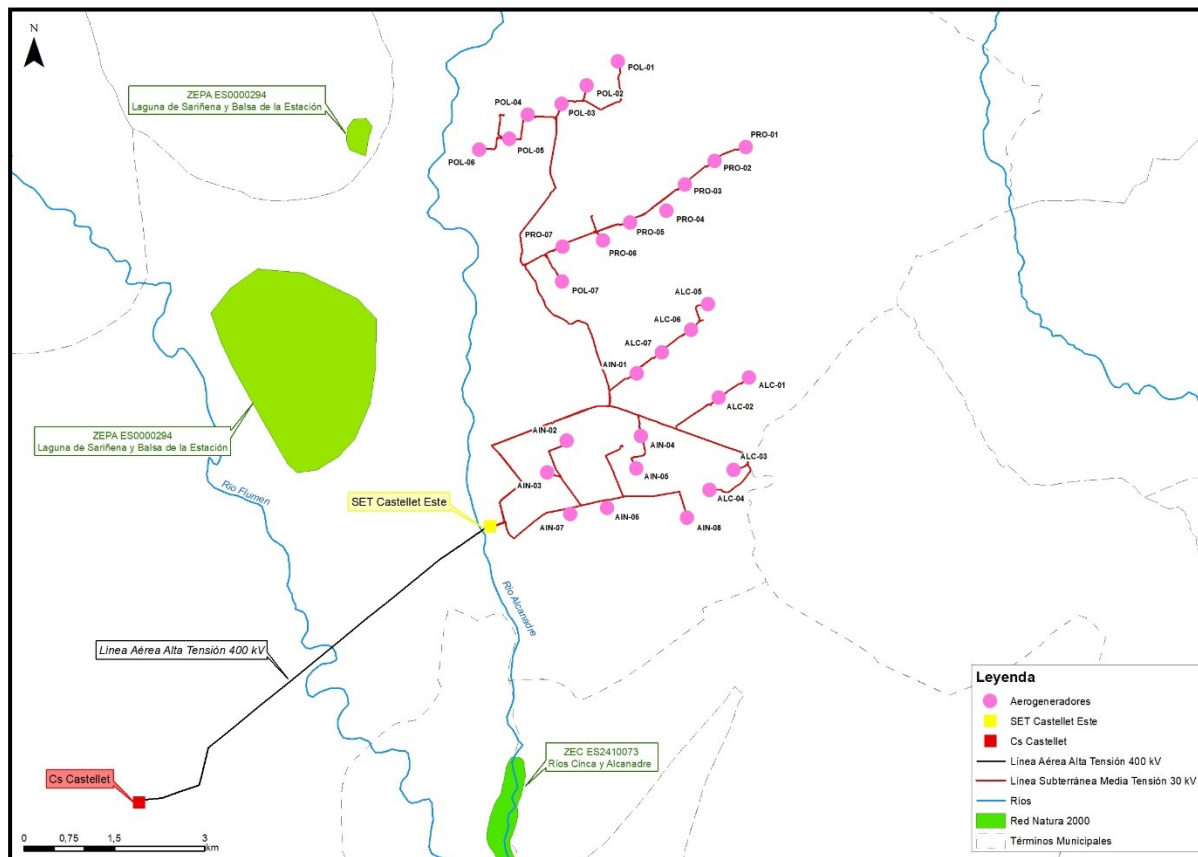 N
POL-01
POL-02
POL-03
POL-04
POL-05
POL-06
ZEPA ES0000294
Laguna de Sariñena y Balsa de la Estación
PRO-01
PRO-02
PRO-03
PRO-04
PRO-05
PRO-06
PRO-07
POL-07
ALC-05
ALC-06
ALC-07
AIN-01
ALC-01
ALC-02
ZEPA ES0000294
Laguna de Sariñena y Balsa de la Estación
AIN-02
AIN-04
AIN-03
AIN-05
ALC-03
ALC-04
Río Flumen
SET Castellet Este
AIN-07
AIN-06
AIN-08
Río Alcanadre
Línea Aérea Alta Tensión 400 kV
ZEC ES2410073
Ríos Cinca y Alcanadre
Cs Castellet
0 0,75 1,5 3
km
Leyenda
Aerogeneradores
SET Castellet Este
Cs Castellet
Línea Aérea Alta Tensión 400 kV
Línea Subterránea Media Tensión 30 kV
Ríos
Red Natura 2000
Términos Municipales